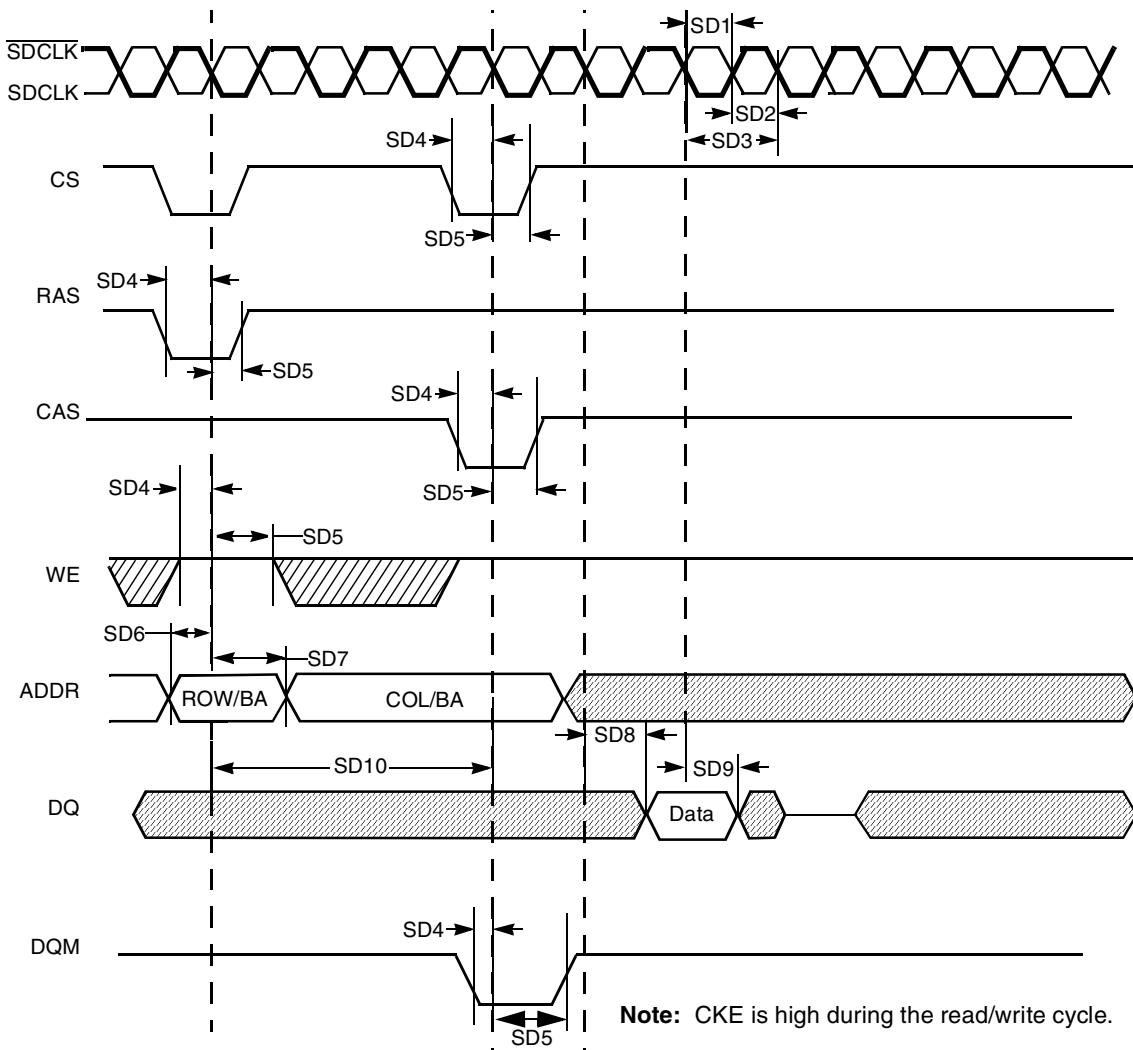 SD1
SDCLK
SDCLK
SD2
SD4
SD3
CS
SD5
SD4
RAS
SD5
SD4
CAS
SD4
SD5
SD5
WE
SD6
SD7
ADDR
ROW/BA
COL/BA
SD8
SD10
SD9
DQ
Data
SD4
DQM
Note: CKE is high during the read/write cycle.
SD5